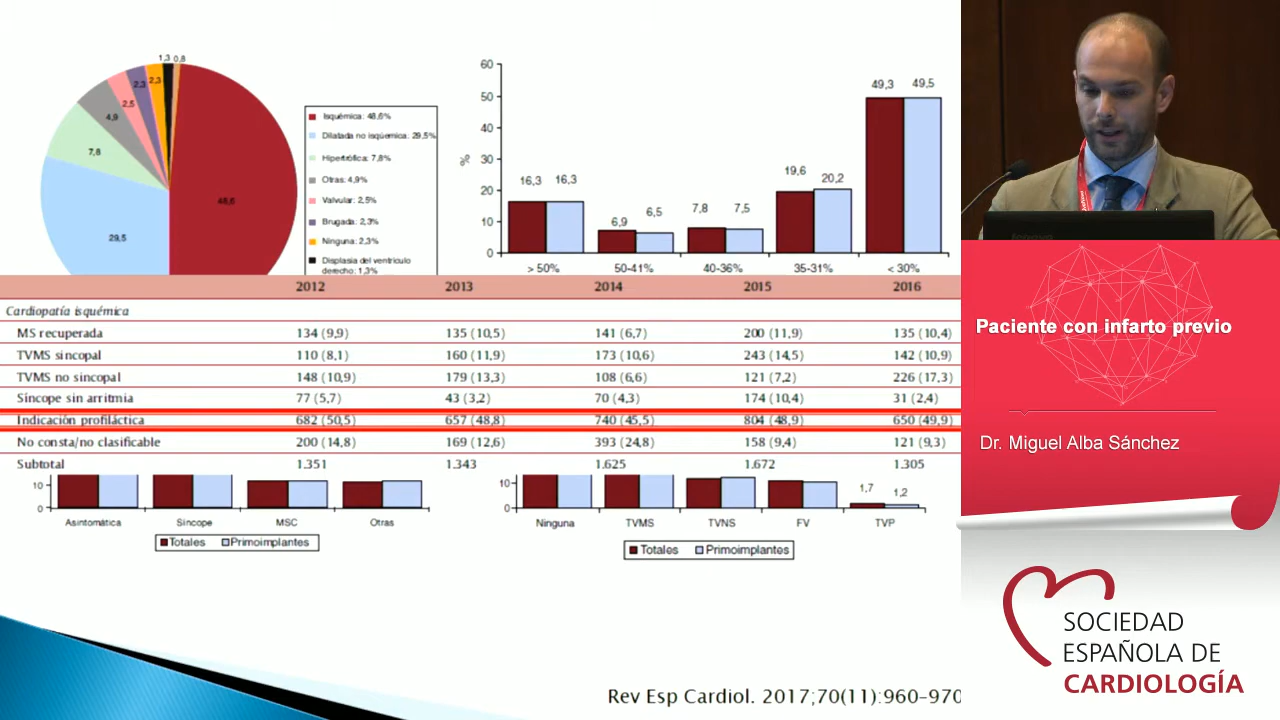 1,3 0,8
2,3
2,3
2,5
4,9
7,8
48,6
29,5
Isquémica: 48,6%
Dilatada no isquémica: 29,5%
Hipertrófica: 7,8%
Otras: 4,9%
Valvular: 2,5%
Brugada: 2,3%
Ninguna: 2,3%
Displasia del ventrículo
derecho: 1,3%
60
50
40
30
20
10
0
%
16,3 16,3
6,9 6,5
7,8 7,5
19,6 20,2
49,3 49,5
> 50% 50-41% 40-36% 35-31% < 30%
2012 2013 2014 2015 2016
Cardiopatía isquémica
MS recuperada 134 (9,9) 135 (10,5) 141 (6,7) 200 (11,9) 135 (10,4)
TVMS sincopal 110 (8,1) 160 (11,9) 173 (10,6) 243 (14,5) 142 (10,9)
TVMS no sincopal 148 (10,9) 179 (13,3) 108 (6,6) 121 (7,2) 226 (17,3)
Síncope sin arritmia 77 (5,7) 43 (3,2) 70 (4,3) 174 (10,4) 31 (2,4)
Indicación profiláctica 682 (50,5) 657 (48,8) 740 (45,5) 804 (48,9) 650 (49,9)
No consta/no clasificable 200 (14,8) 169 (12,6) 393 (24,8) 158 (9,4) 121 (9,3)
Subtotal 1.351 1.343 1.625 1.672 1.305
10
0
Asintomática Síncope MSC Otras
Totales Primoimplantes
10
0
1,7 1,2
Ninguna TVMS TVNS FV TVP
Totales Primoimplantes
Rev Esp Cardiol. 2017;70(11):960-970
Paciente con infarto previo
Dr. Miguel Alba Sánchez
SOCIEDAD
ESPAÑOLA DE
CARDIOLOGÍA